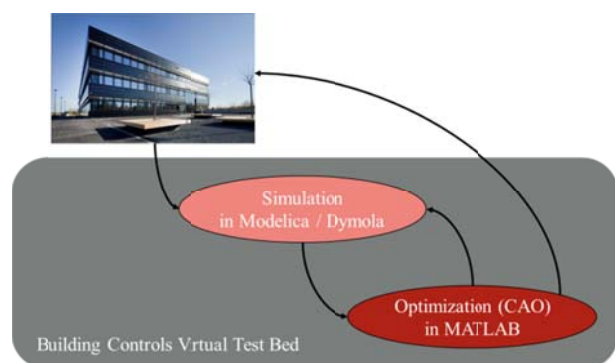 Simulation
in Modelica / Dymola
Optimization (CAO)
in MATLAB
Building Controls Vrtual Test Bed